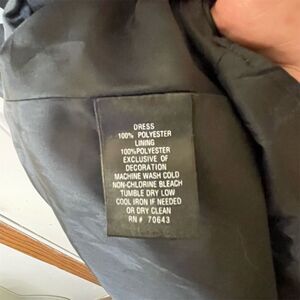 DRESS
100% POLYESTER
LINING
100%POLYESTER
EXCLUSIVE OF
DECORATION
MACHINE WASH COLD
NON-CHLORINE BLEACH
TUMBLE DRY LOW
COOL IRON IF NEEDED
OR DRY CLEAN
RN# 70643